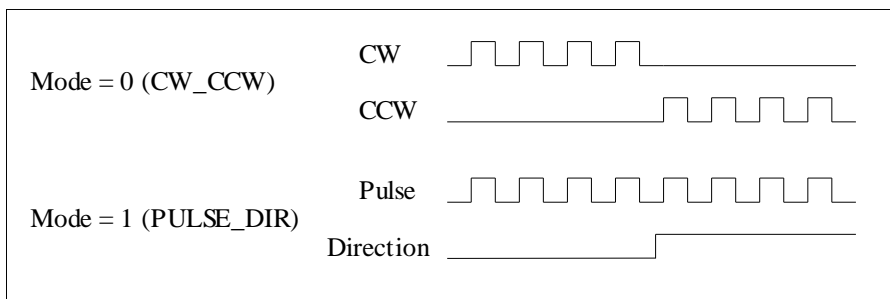 CW
Mode = 0 (CW_CCW)
CCW
Pulse
Mode = 1 (PULSE_DIR)
Direction